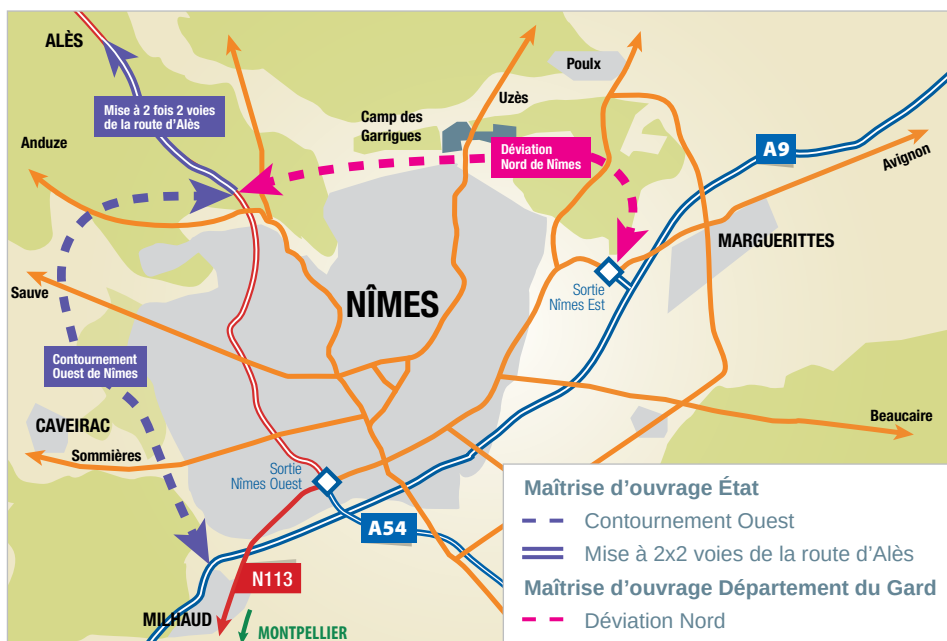 ALÈS
Poulx
Mise à 2 fois 2 voies
de la route d'Alès
Uzès
Camp des
Garrigues
Anduze
Déviation
Nord de Nîmes
A9
Avignon
MARGUERITTES
Sauve
NÎMES
Sortie
Nîmes Est
Contournement
Ouest de Nîmes
CAVEIRAC
Beaucaire
Sommières
Sortie
Nîmes Ouest
A54
N113
MILHAUD
MONTPELLIER
Maîtrise d'ouvrage État
Contournement Ouest
Mise à 2x2 voies de la route d'Alès
Maîtrise d'ouvrage Département du Gard
Déviation Nord